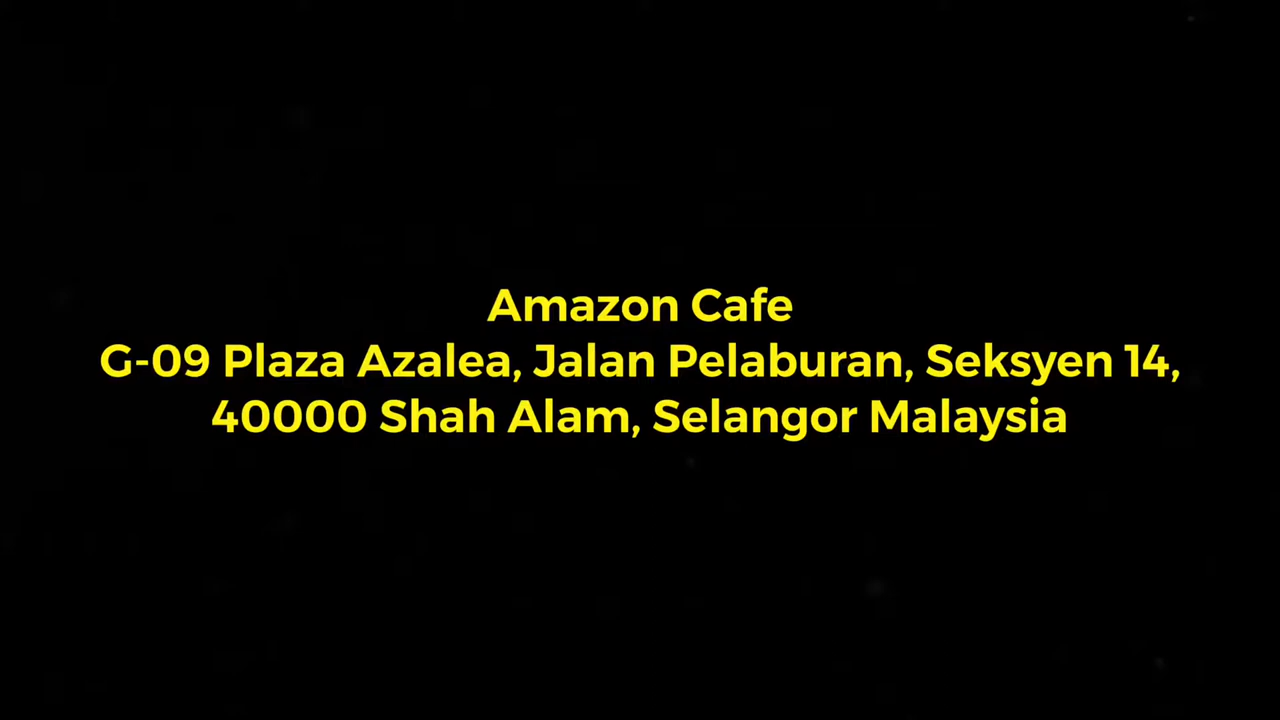 Amazon Cafe
G-09 Plaza Azalea, Jalan Pelaburan, Seksyen 14,
40000 Shah Alam, Selangor Malaysia